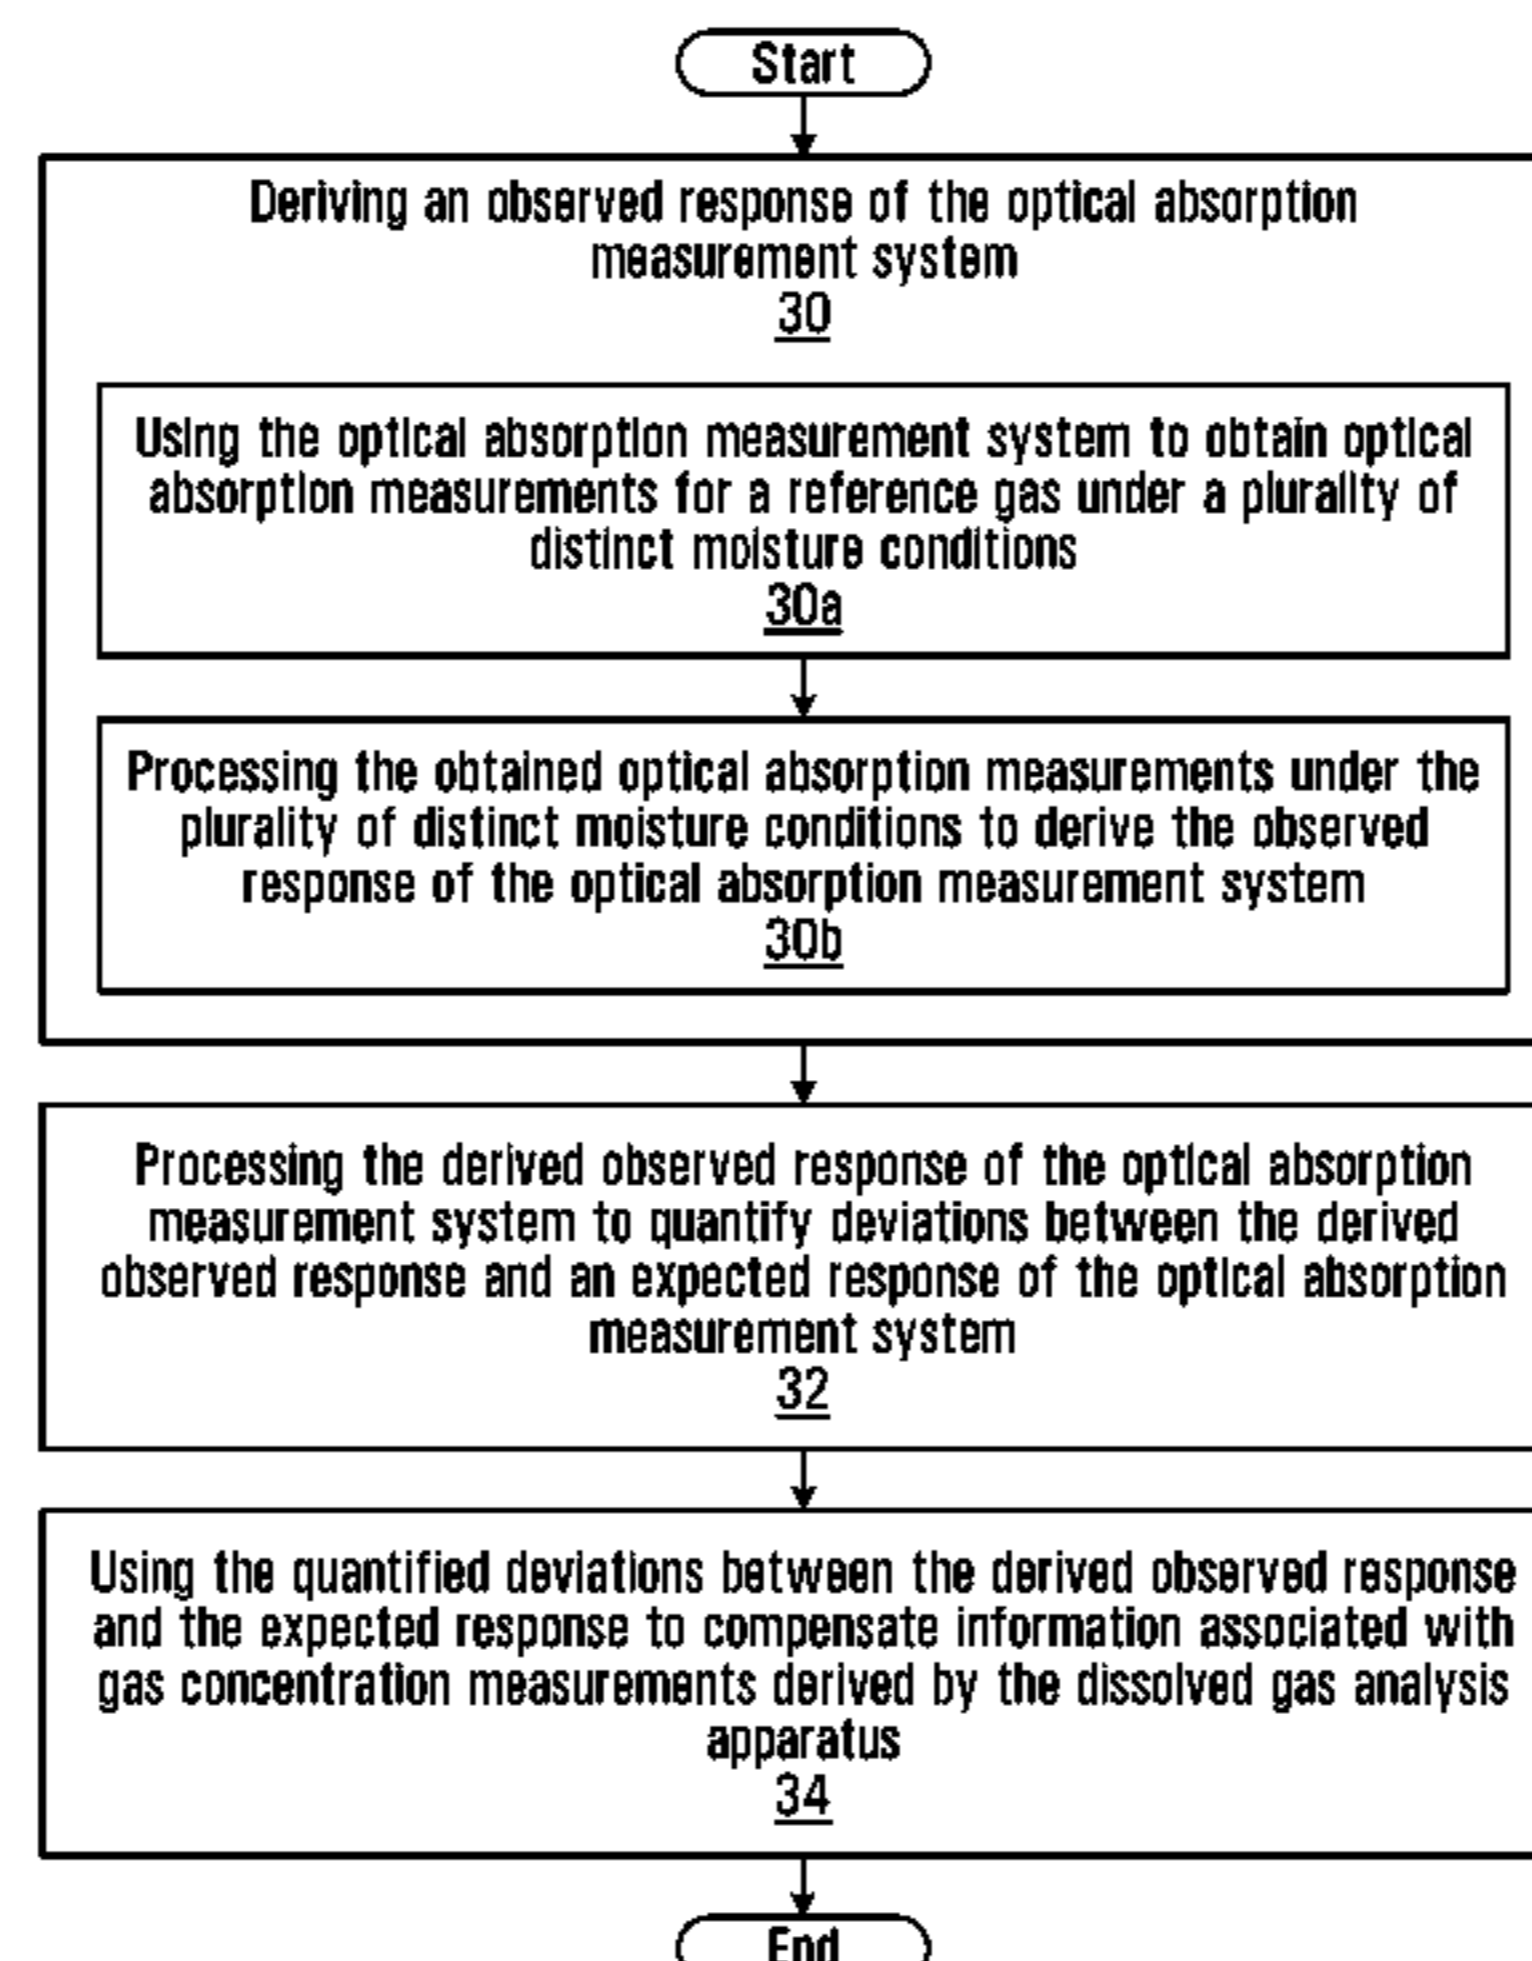 Start
Deriving an observed response of the optical absorption
measurement system
30
Using the optical absorption measurement system to obtain optical
absorption measurements for a reference gas under a plurality of
distinct moisture conditions
30a
Processing the obtained optical absorption measurements under the
plurality of distinct moisture conditions to derive the observed
response of the optical absorption measurement system
30b
Processing the derived observed response of the optical absorption
measurement system to quantify deviations between the derived
observed response and an expected response of the optical absorption
measurement system
32
Using the quantified deviations between the derived observed response
and the expected response to compensate information associated with
gas concentration measurements derived by the dissolved gas analysis
apparatus
34
End